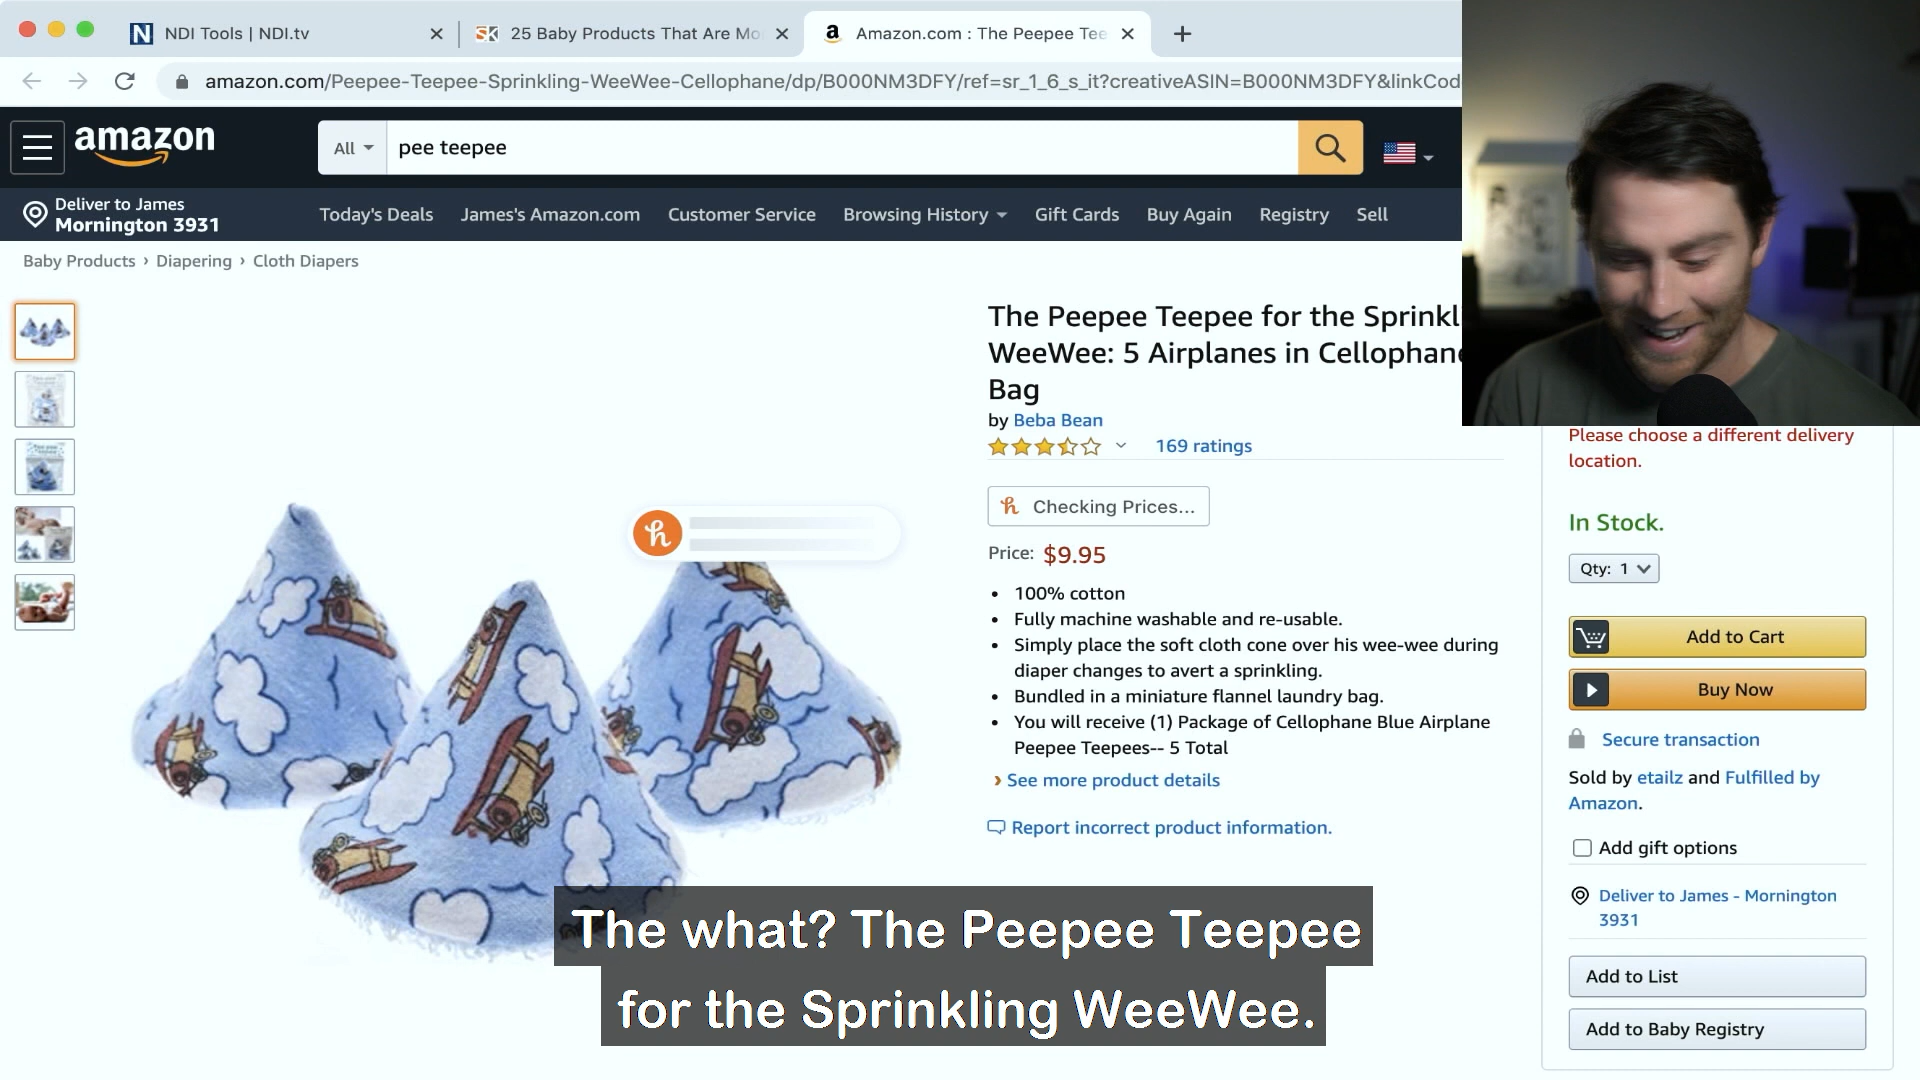 NDI Tools | NDI.tv
25 Baby Products That Are Mo
Amazon.com : The Peepee Tee
amazon.com/Peepee-Teepee-Sprinkling-WeeWee-Cellophane/dp/B000NM3DFY/ref=sr_1_6_s_it?creativeASIN=B000NM3DFY&linkCod
amazon
All
pee teepee
Deliver to James
Mornington 3931
Today's Deals
James's Amazon.com
Customer Service
Browsing History
Gift Cards
Buy Again
Registry
Sell
Baby Products › Diapering › Cloth Diapers
The Peepee Teepee for the Sprinkl
WeeWee: 5 Airplanes in Cellophane
Bag
by Beba Bean
169 ratings
Checking Prices...
Price: $9.95
• 100% cotton
• Fully machine washable and re-usable.
• Simply place the soft cloth cone over his wee-wee during
diaper changes to avert a sprinkling.
• Bundled in a miniature flannel laundry bag.
• You will receive (1) Package of Cellophane Blue Airplane
Peepee Teepees-- 5 Total
› See more product details
Report incorrect product information.
Please choose a different delivery
location.
In Stock.
Qty: 1
Add to Cart
Buy Now
Secure transaction
Sold by etailz and Fulfilled by
Amazon.
Add gift options
Deliver to James - Mornington
3931
Add to List
Add to Baby Registry
The what? The Peepee Teepee
for the Sprinkling WeeWee.